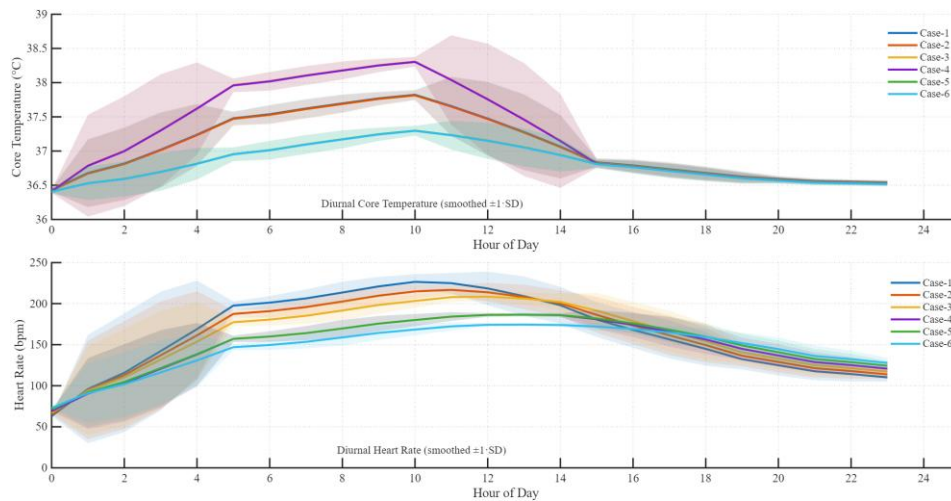 39
38.5
38
37.5
37
36.5
36
Core Temperature (°C)
Case-1
Case-2
Case-3
Case-4
Case-5
Case-6
Diurnal Core Temperature (smoothed ±1·SD)
0 2 4 6 8 10 12 14 16 18 20 22 24
Hour of Day
250
200
150
100
50
0
Heart Rate (bpm)
Case-1
Case-2
Case-3
Case-4
Case-5
Case-6
Diurnal Heart Rate (smoothed ±1·SD)
0 2 4 6 8 10 12 14 16 18 20 22 24
Hour of Day